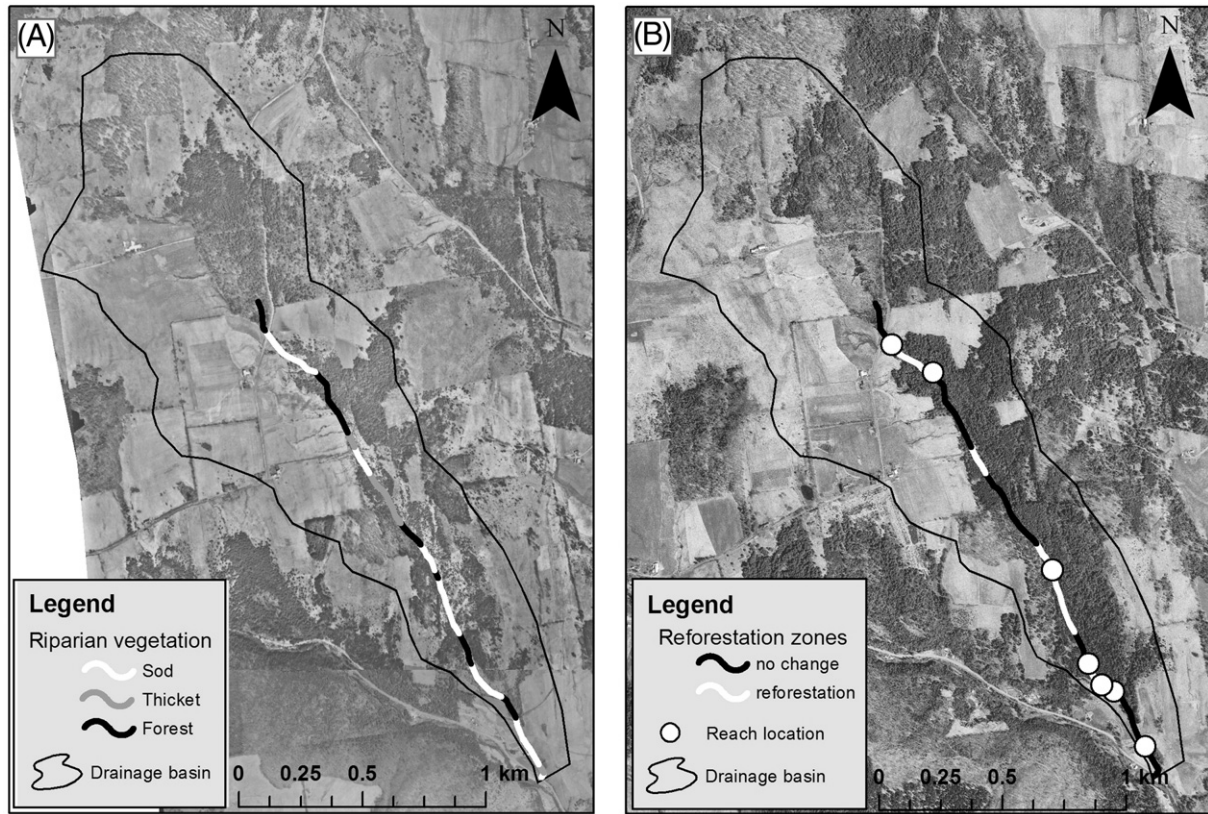 (A)
N
Legend
Riparian vegetation
Sod
Thicket
Forest
Drainage basin
0 0.25 0.5 1 km
(B)
N
Legend
Reforestation zones
no change
reforestation
Reach location
Drainage basin
0 0.25 0.5 1 km